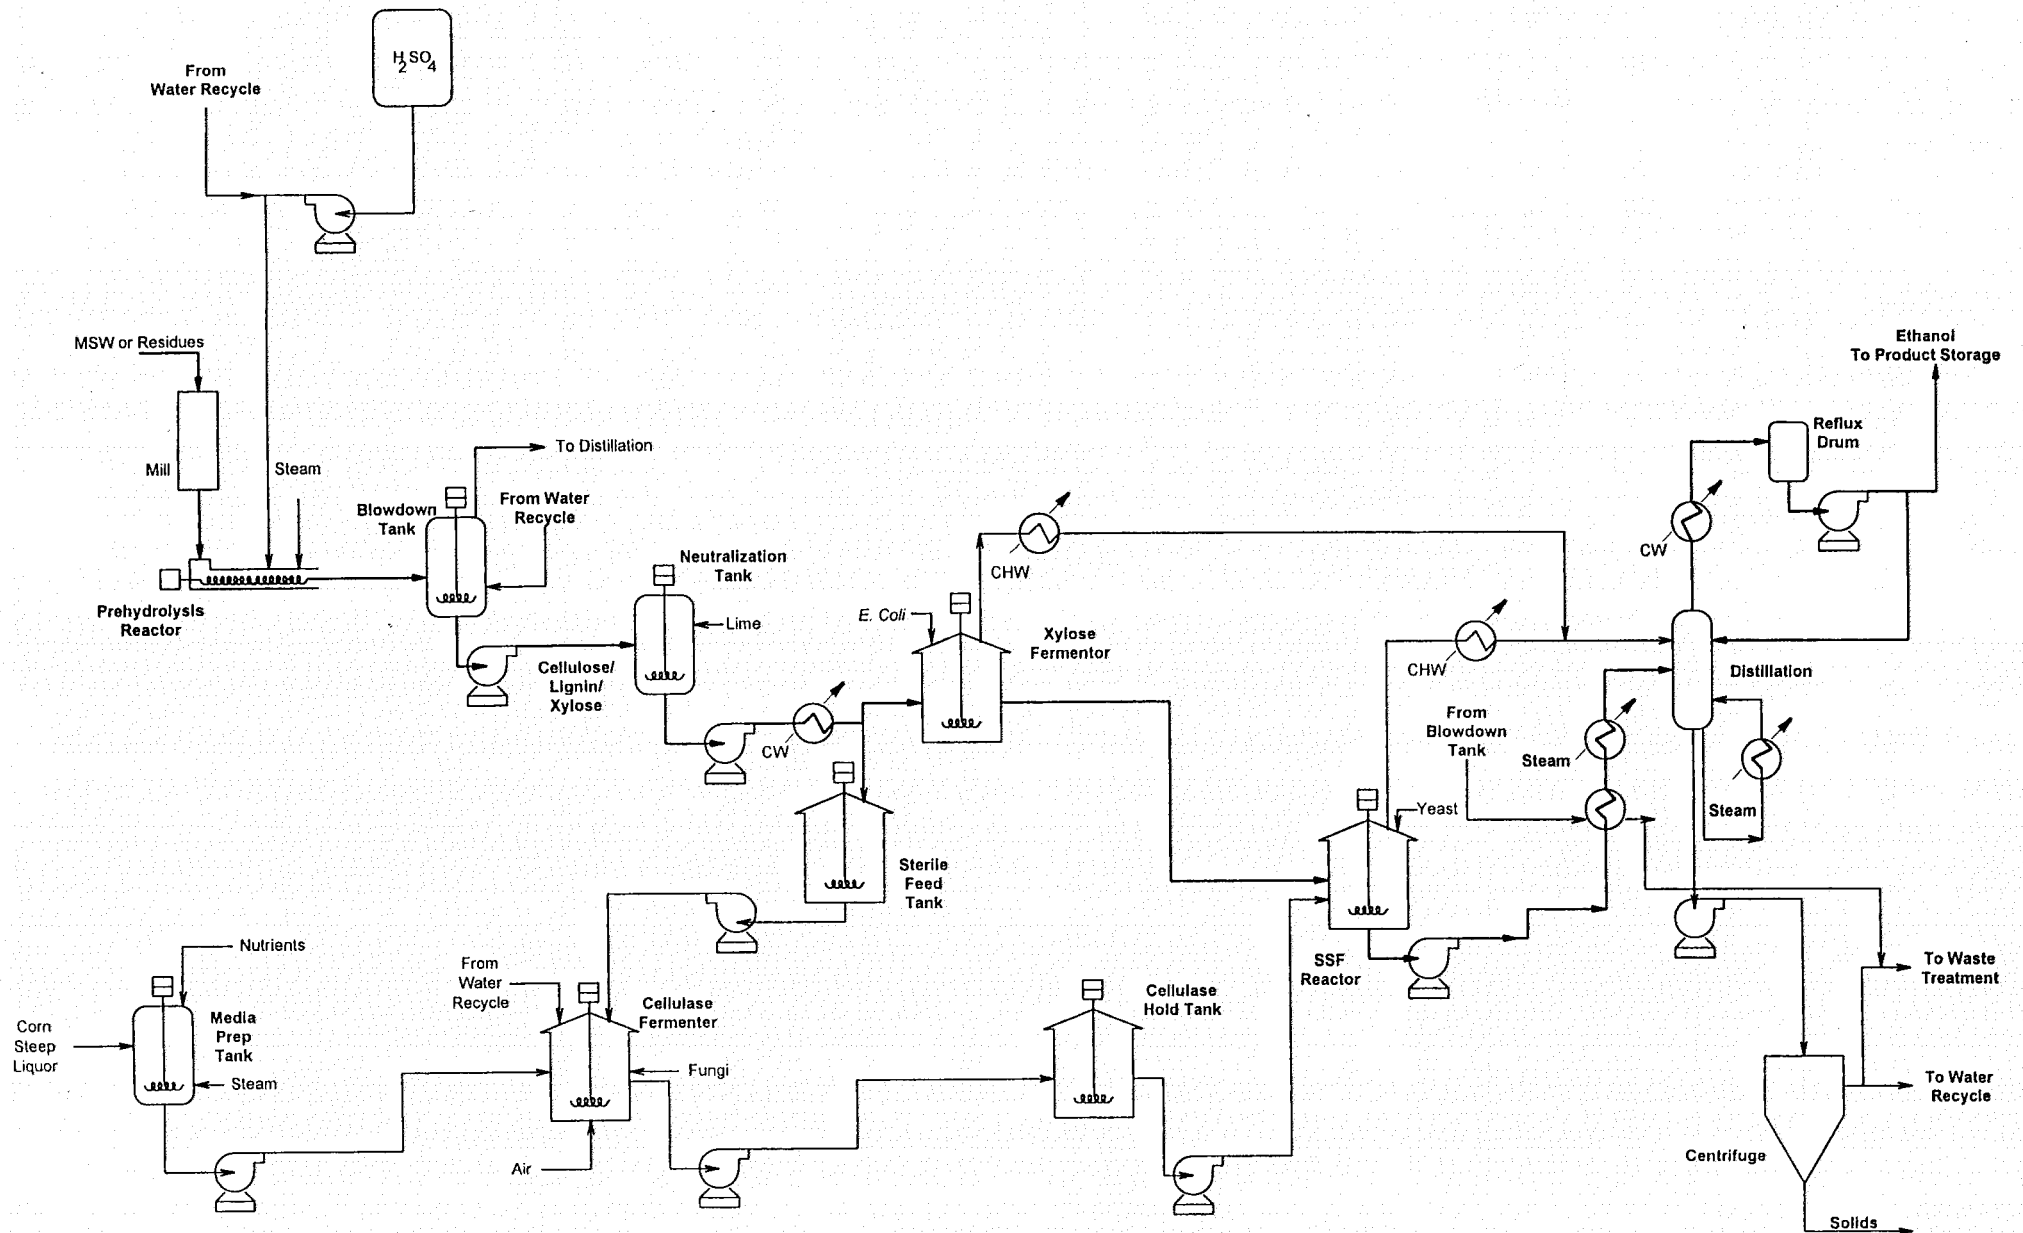 From
Water Recycle
H2SO4
MSW or Residues
Mill
Steam
Prehydrolysis
Reactor
To Distillation
Blowdown
Tank
From Water
Recycle
Neutralization
Tank
Lime
Cellulose/
Lignin/
Xylose
CW
E. Coli
Xylose
Fermentor
CHW
Sterile
Feed
Tank
CHW
From
Blowdown
Tank
Steam
Yeast
SSF
Reactor
CW
Reflux
Drum
Ethanol
To Product Storage
Distillation
Steam
Nutrients
Corn
Steep
Liquor
Media
Prep
Tank
Steam
From
Water
Recycle
Cellulase
Fermenter
Fungi
Air
Cellulase
Hold Tank
To Waste
Treatment
To Water
Recycle
Centrifuge
Solids